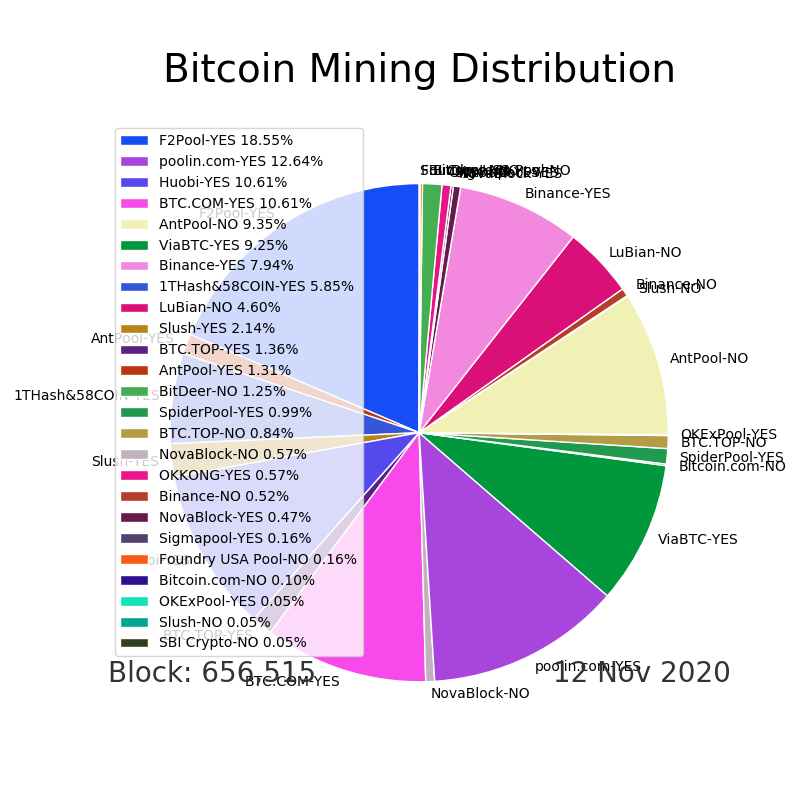 Bitcoin Mining Distribution
F2Pool-YES 18.55%
poolin.com-YES 12.64%
Huobi-YES 10.61%
BTC.COM-YES 10.61%
AntPool-NO 9.35%
ViaBTC-YES 9.25%
Binance-YES 7.94%
1THash&58COIN-YES 5.85%
LuBian-NO 4.60%
Slush-YES 2.14%
BTC.TOP-YES 1.36%
AntPool-YES 1.31%
BitDeer-NO 1.25%
SpiderPool-YES 0.99%
BTC.TOP-NO 0.84%
NovaBlock-NO 0.57%
OKKONG-YES 0.57%
Binance-NO 0.52%
NovaBlock-YES 0.47%
Sigmapool-YES 0.16%
Foundry USA Pool-NO 0.16%
Bitcoin.com-NO 0.10%
OKExPool-YES 0.05%
Slush-NO 0.05%
SBI Crypto-NO 0.05%
NovaBlock-YES
Binance-YES
LuBian-NO
Binance-NO
Slush-NO
AntPool-NO
OKExPool-YES
BTC.TOP-NO
SpiderPool-YES
Bitcoin.com-NO
ViaBTC-YES
poolin.com-YES
NovaBlock-NO
BTC.COM-YES
BTC.TOP-YES
Slush-YES
1THash&58COIN-YES
AntPool-YES
F2Pool-YES
Block: 656,515
12 Nov 2020